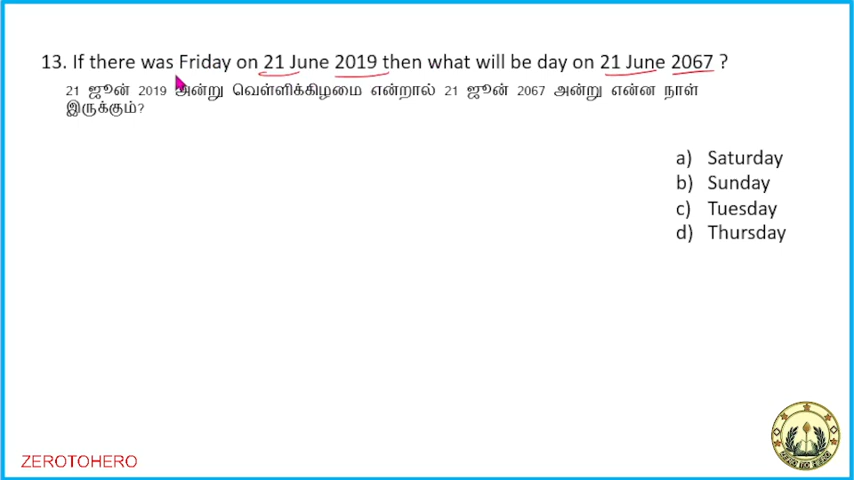 13. If there was Friday on 21 June 2019 then what will be day on 21 June 2067 ?
21 ஜூன் 2019 அன்று வெள்ளிக்கிழமை என்றால் 21 ஜூன் 2067 அன்று என்ன நாள்
இருக்கும்?
a) Saturday
b) Sunday
c) Tuesday
d) Thursday
ZEROTOHERO